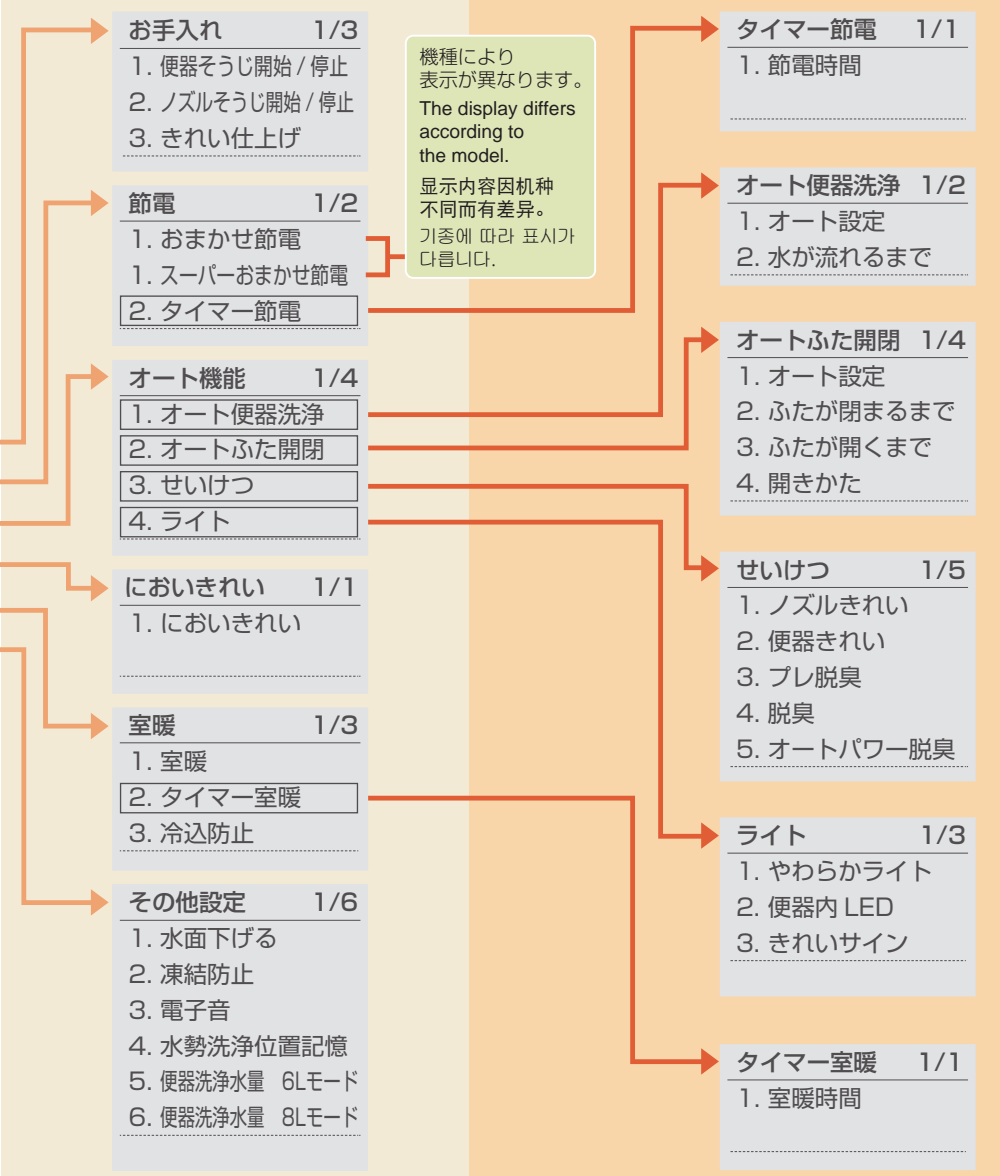 お手入れ 1/3
1. 便器そうじ開始 / 停止
2. ノズルそうじ開始 / 停止
3. きれい仕上げ
節電 1/2
1. おまかせ節電
1. スーパーおまかせ節電
2. タイマー節電
機種により
表示が異なります。
The display differs
according to
the model.
显示内容因机种
不同而有差异。
기종에 따라 표시가
다릅니다.
オート機能 1/4
1. オート便器洗浄
2. オートふた開閉
3. せいけつ
4. ライト
においきれい 1/1
1. においきれい
室暖 1/3
1. 室暖
2. タイマー室暖
3. 冷込防止
その他設定 1/6
1. 水面下げる
2. 凍結防止
3. 電子音
4. 水勢洗浄位置記憶
5. 便器洗浄水量 6Lモード
6. 便器洗浄水量 8Lモード
タイマー節電 1/1
1. 節電時間
オート便器洗浄 1/2
1. オート設定
2. 水が流れるまで
オートふた開閉 1/4
1. オート設定
2. ふたが閉まるまで
3. ふたが開くまで
4. 開きかた
せいけつ 1/5
1. ノズルきれい
2. 便器きれい
3. プレ脱臭
4. 脱臭
5. オートパワー脱臭
ライト 1/3
1. やわらかライト
2. 便器内 LED
3. きれいサイン
タイマー室暖 1/1
1. 室暖時間